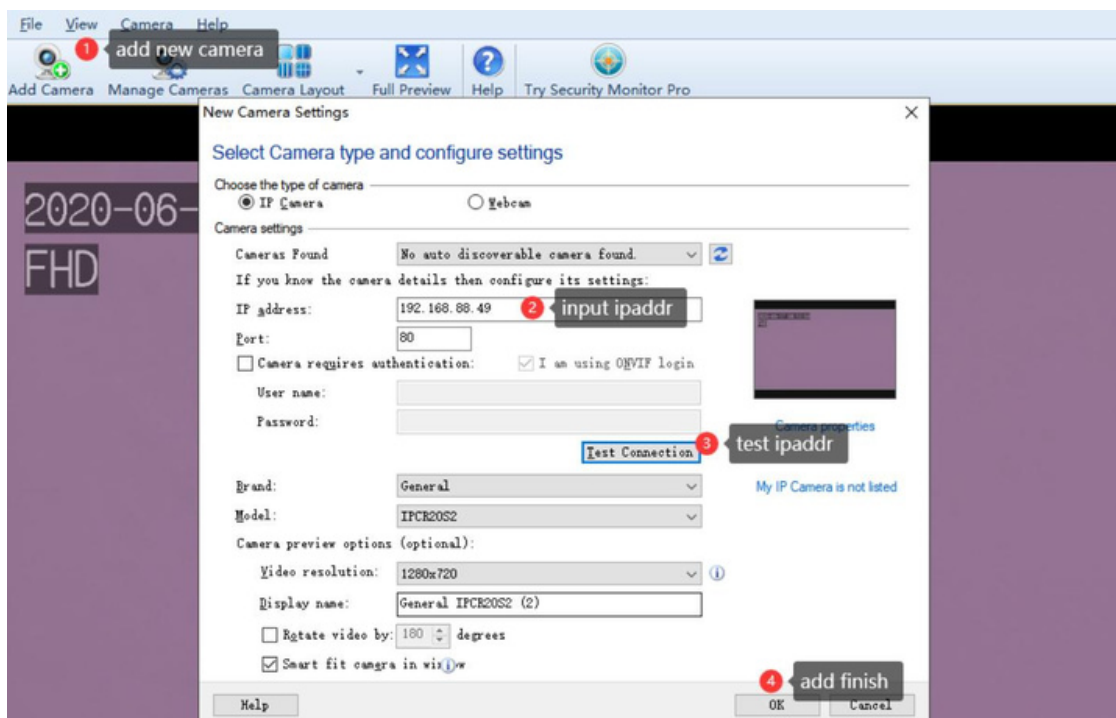 File View Camera Help
1 add new camera
Add Camera Manage Cameras Camera Layout Full Preview Help Try Security Monitor Pro
New Camera Settings
Select Camera type and configure settings
2020-06-
FHD
Choose the type of camera
IP Camera Webcam
Camera settings
Cameras Found No auto discoverable camera found.
If you know the camera details then configure its settings:
IP address: 192.168.88.49 2 input ipaddr
Port: 80
Camera requires authentication: I am using ONVIF login
User name:
Password:
Camera properties
Test Connection 3 test ipaddr
Brand: General My IP Camera is not listed
Model: IPCR20S2
Camera preview options (optional):
Video resolution: 1280x720
Display name: General IPCR20S2 (2)
Rotate video by: 180 degrees
Smart fit camera in window
4 add finish
Help OK Cancel